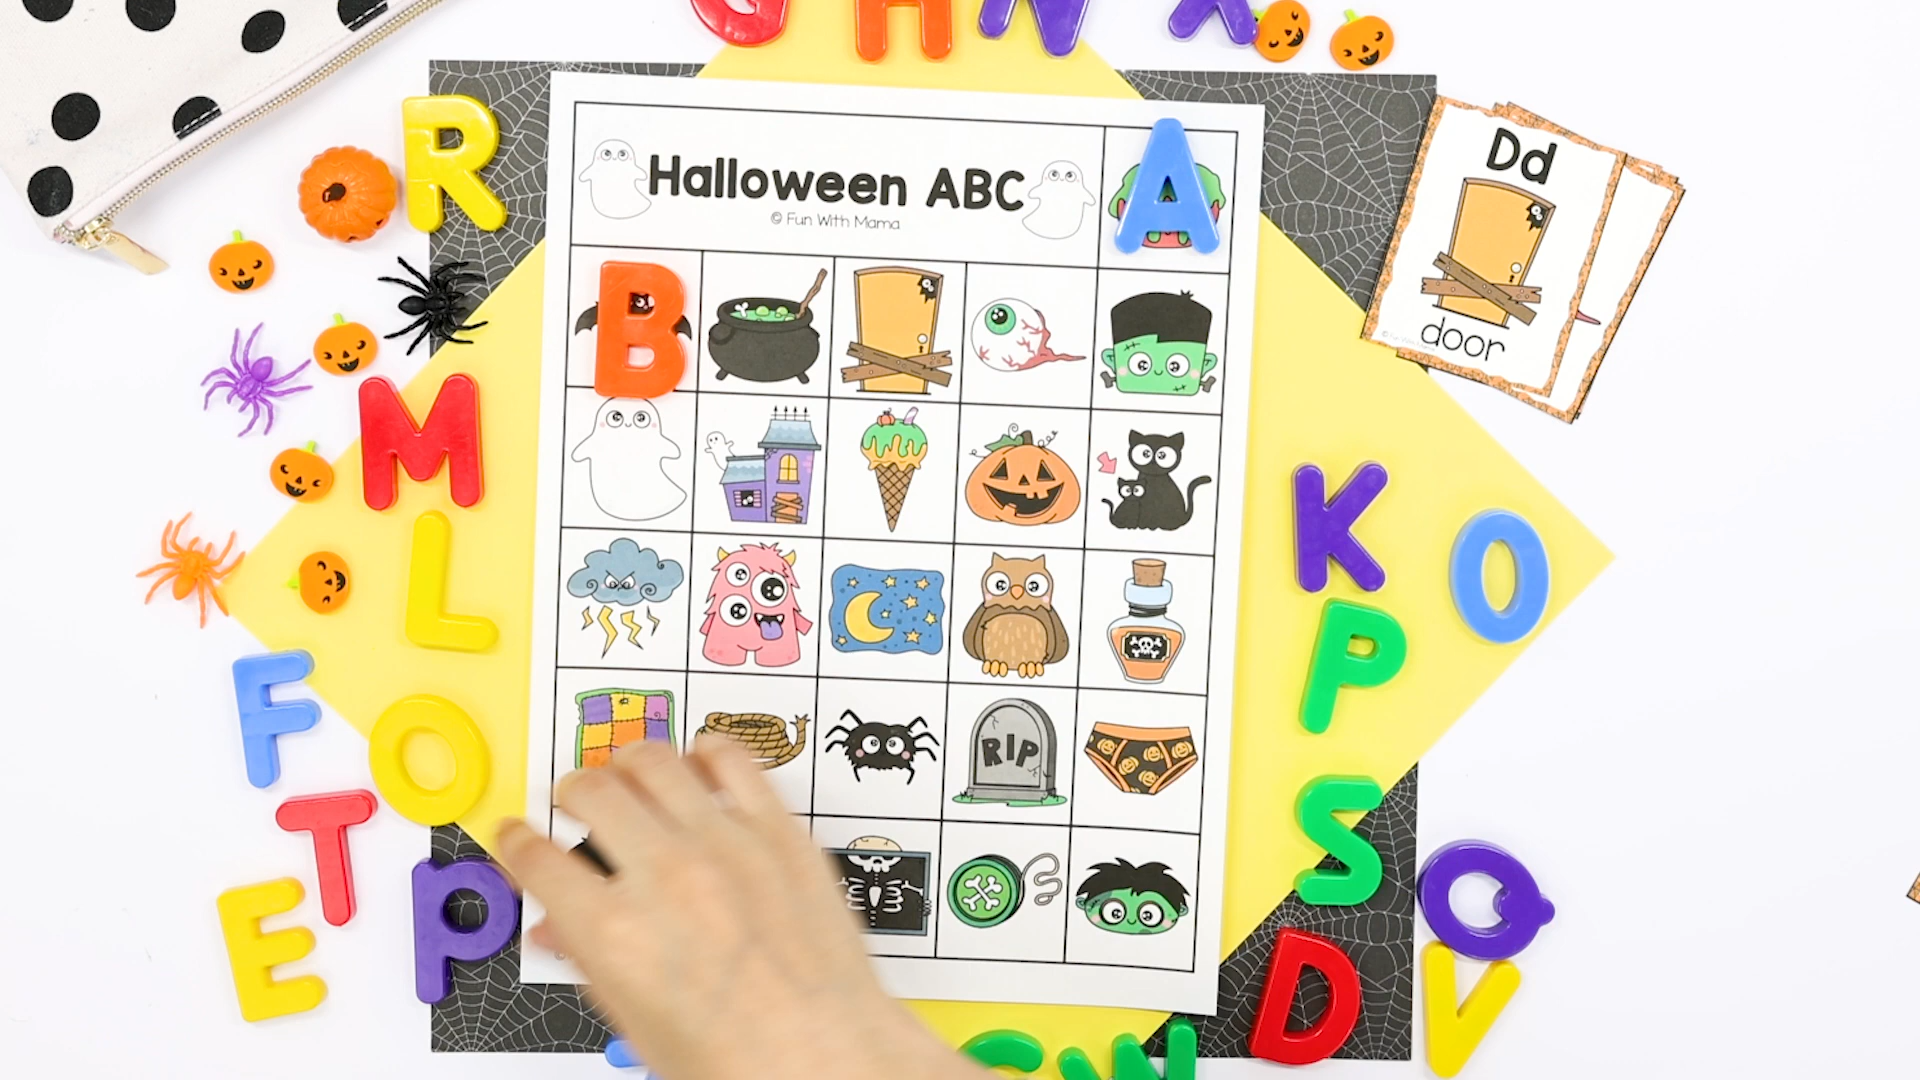 G H N X
R
Halloween ABC
© Fun With Mama
A
B
Dd
door
M
L
K
O
P
F
O
T
S
RIP
E
P
Q
D
V